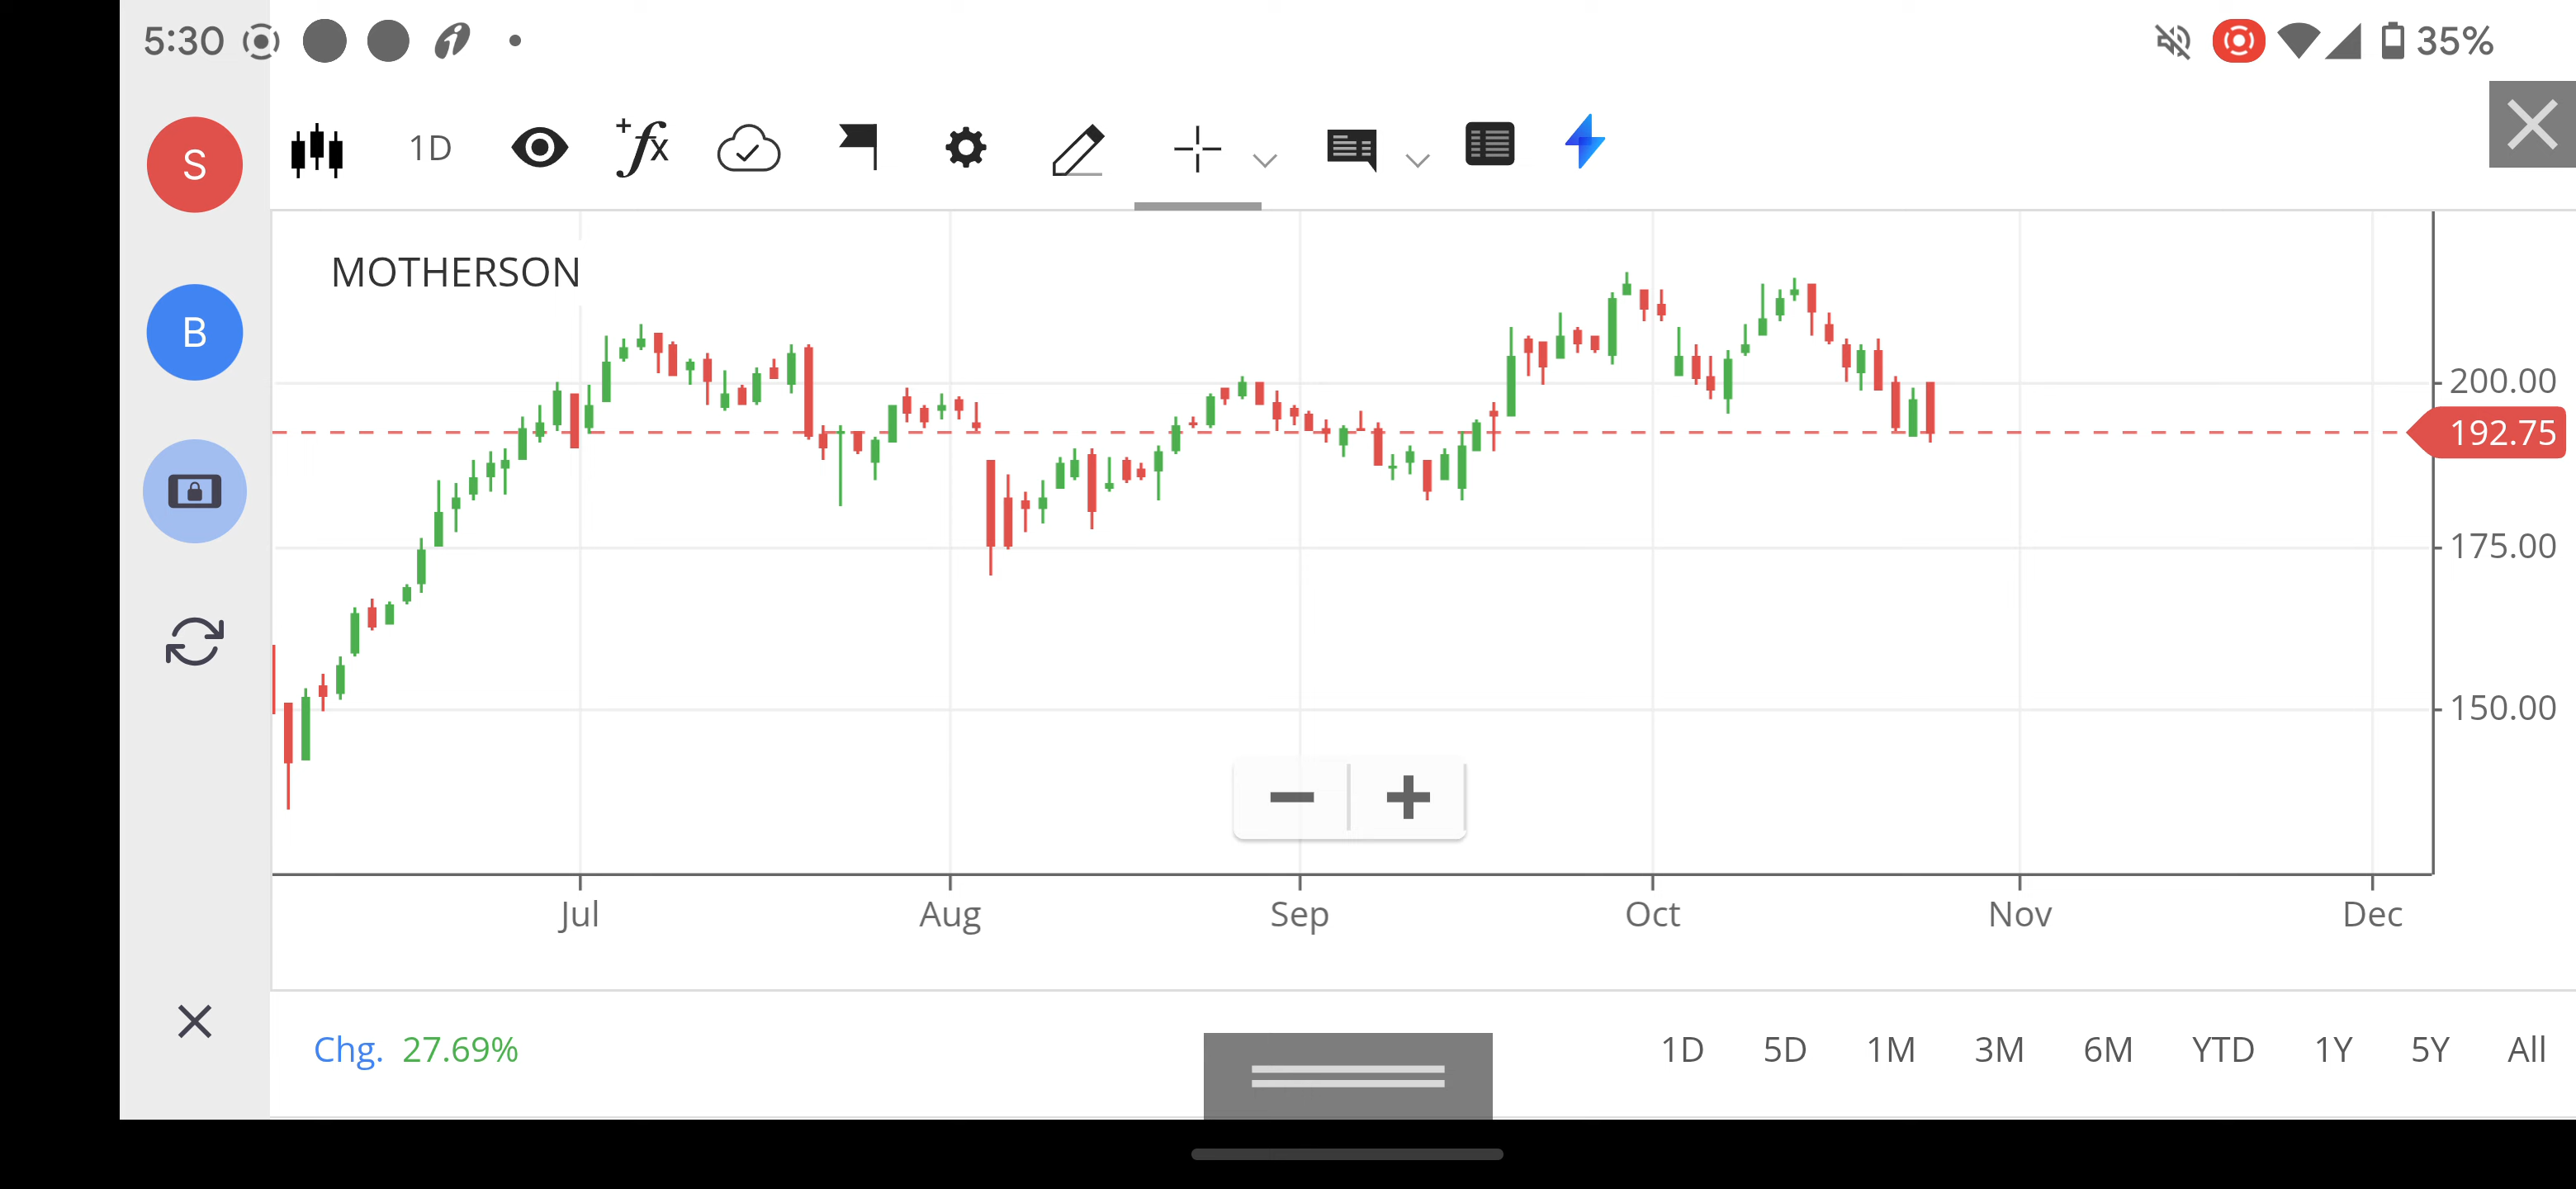 5:30
35%
S
1D
+fx
MOTHERSON
B
200.00
192.75
175.00
150.00
Jul Aug Sep Oct Nov Dec
Chg. 27.69%
1D 5D 1M 3M 6M YTD 1Y 5Y All